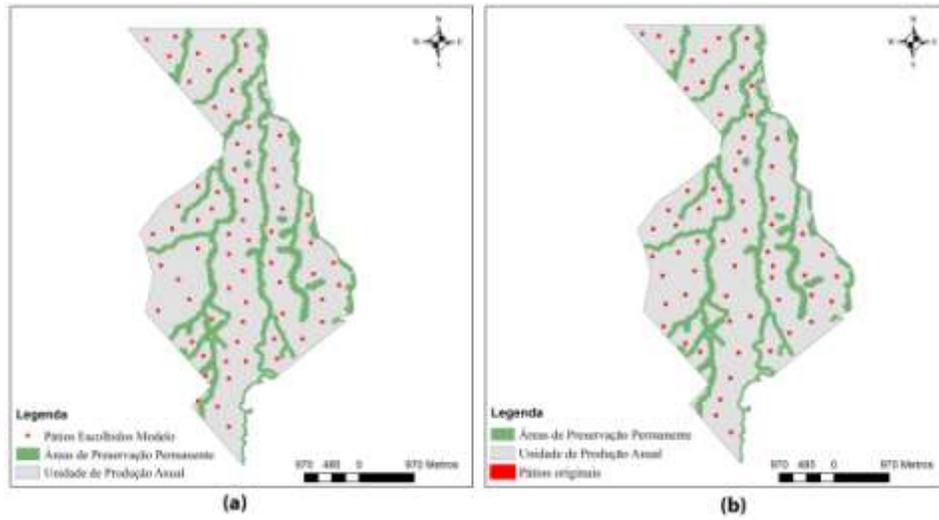 N
W E
S
Legenda
Pátios Escolhidos Modelo
Áreas de Preservação Permanente
Unidade de Produção Anual
970 485 0 970 Metros
(a)
N
W E
S
Legenda
Áreas de Preservação Permanente
Unidade de Produção Anual
Pátios originais
970 485 0 970 Metros
(b)